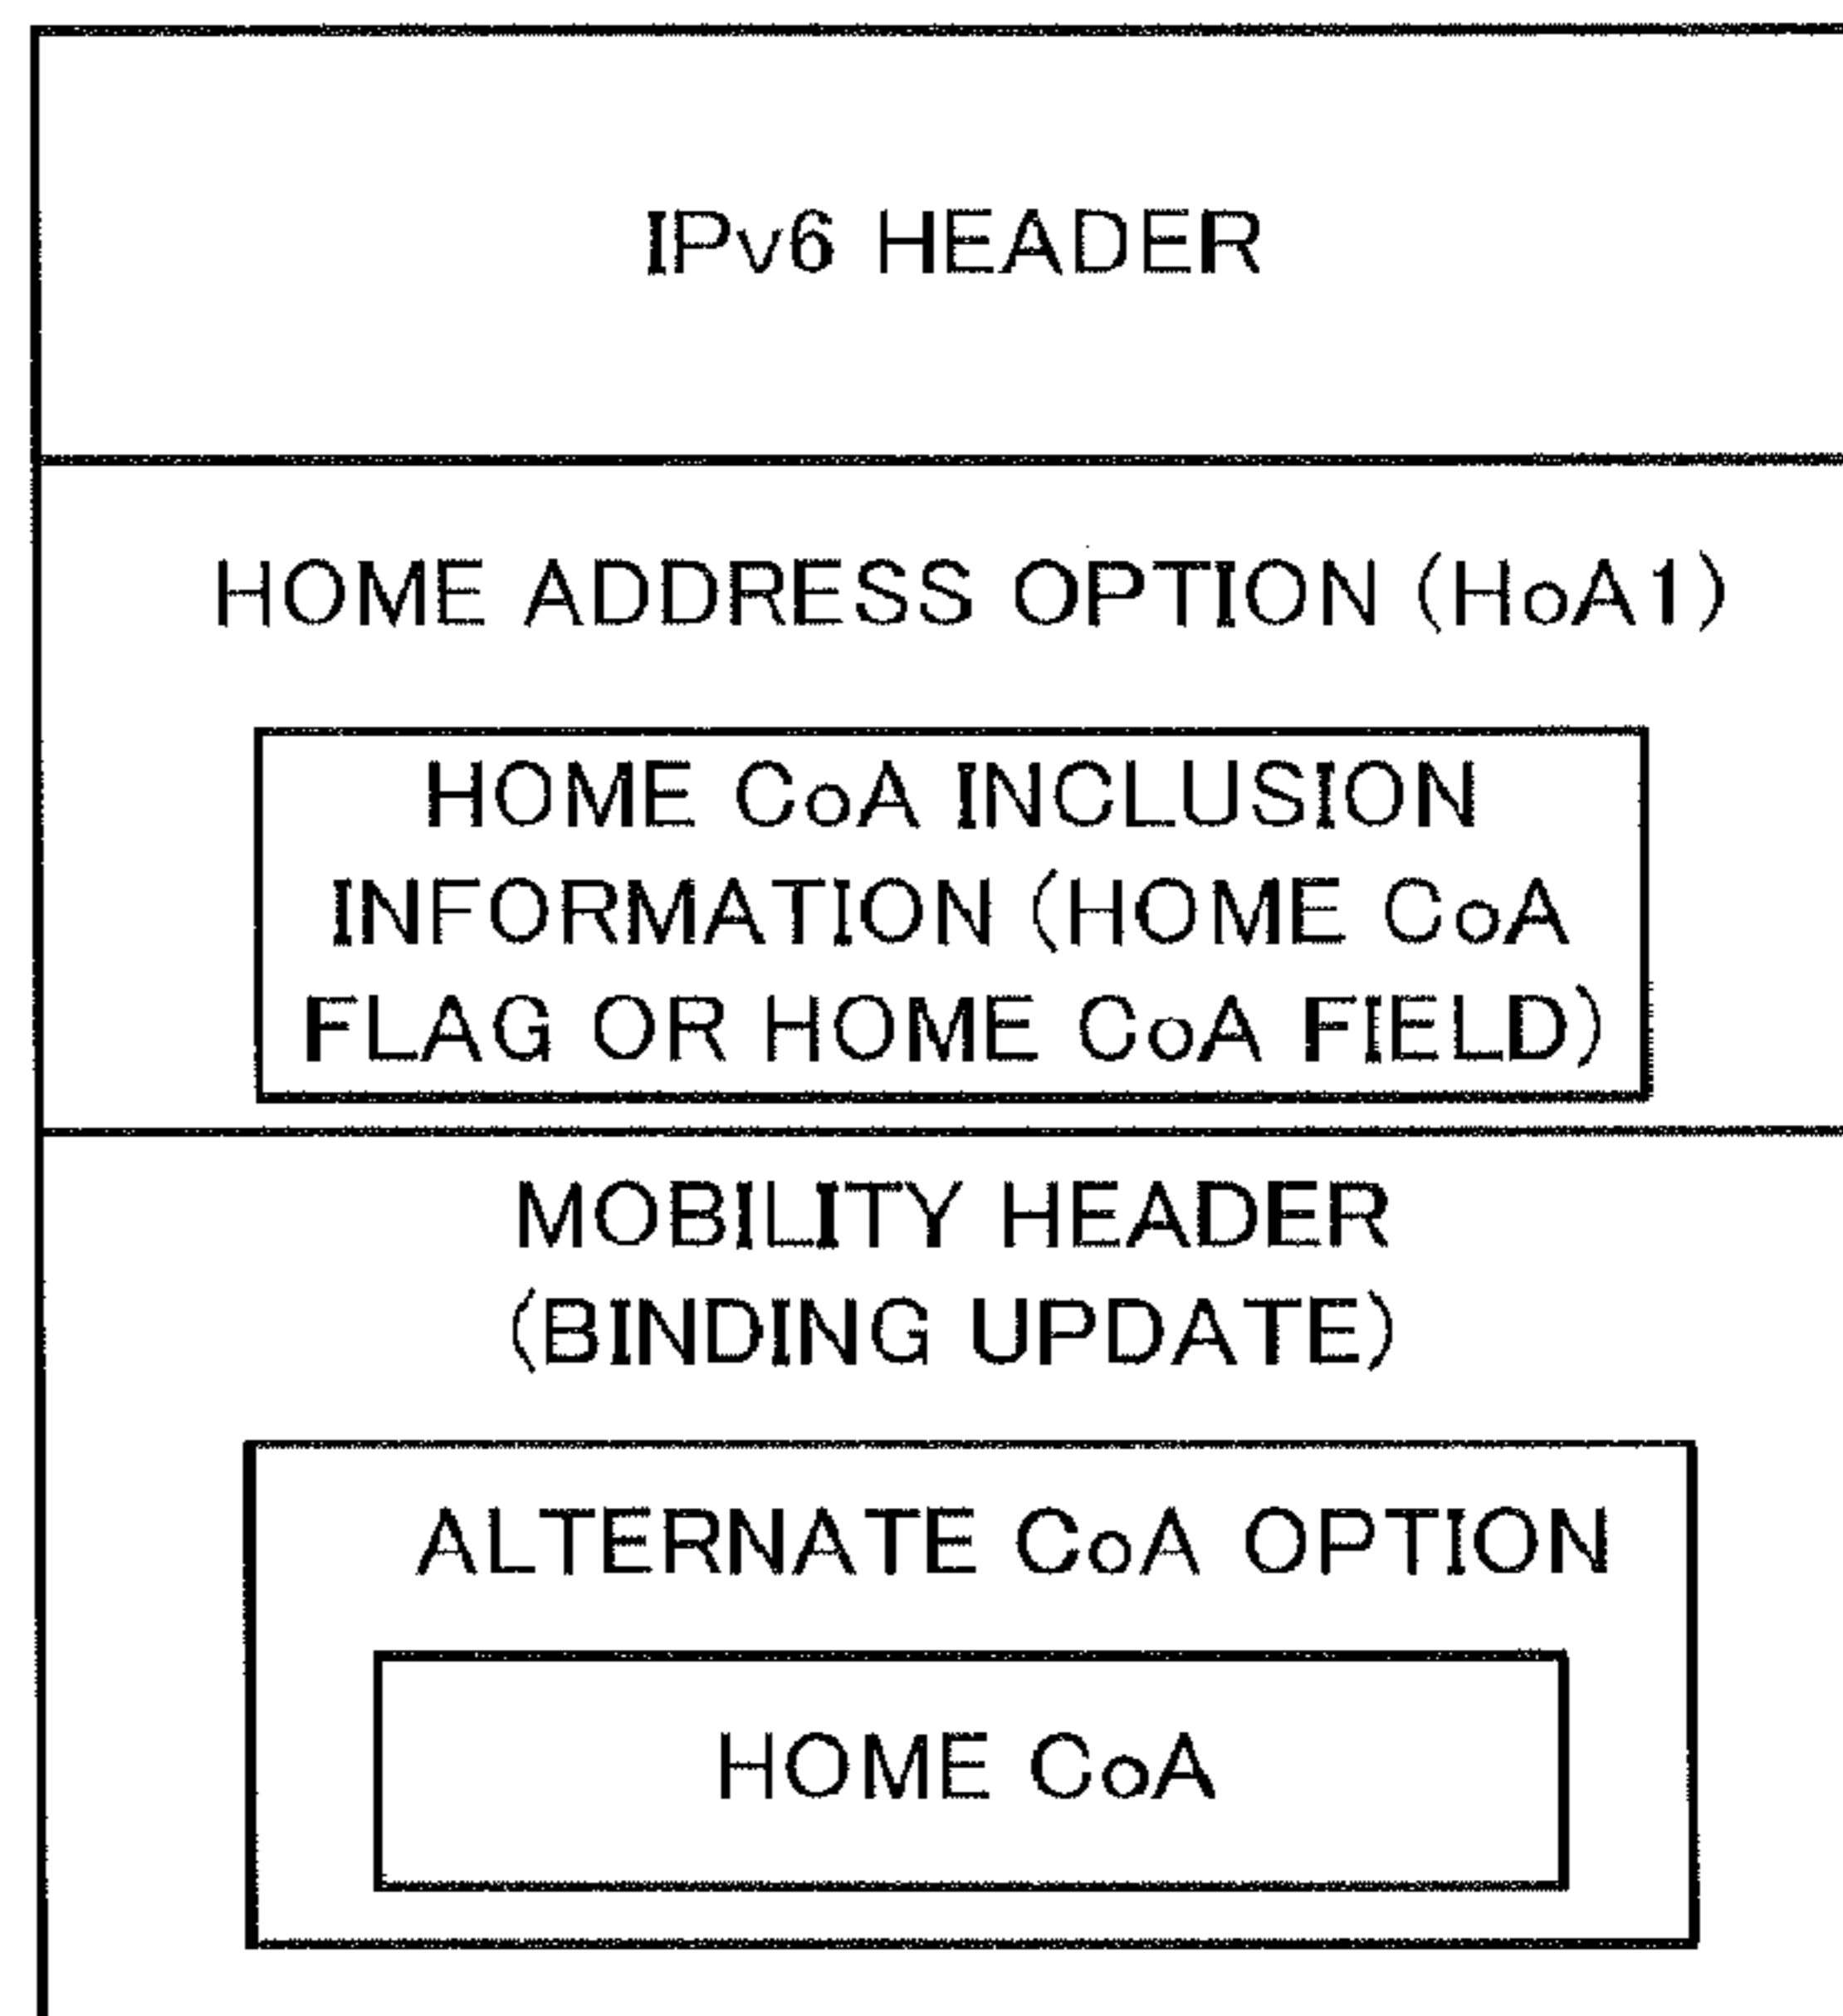 IPv6 HEADER
HOME ADDRESS OPTION (HoA1)
HOME CoA INCLUSION
INFORMATION (HOME CoA
FLAG OR HOME CoA FIELD)
MOBILITY HEADER
(BINDING UPDATE)
ALTERNATE CoA OPTION
HOME CoA